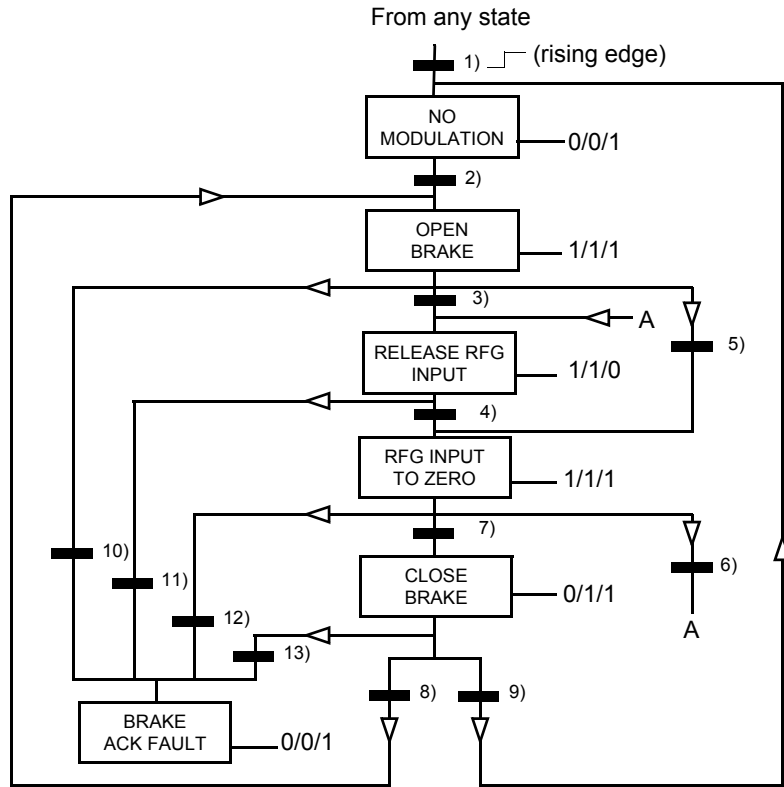 From any state
1) (rising edge)
NO
MODULATION
0/0/1
2)
OPEN
BRAKE
1/1/1
3)
A
5)
RELEASE RFG
INPUT
1/1/0
4)
RFG INPUT
TO ZERO
1/1/1
7)
10)
11)
6)
CLOSE
BRAKE
0/1/1
12)
A
13)
8)
9)
BRAKE
ACK FAULT
0/0/1